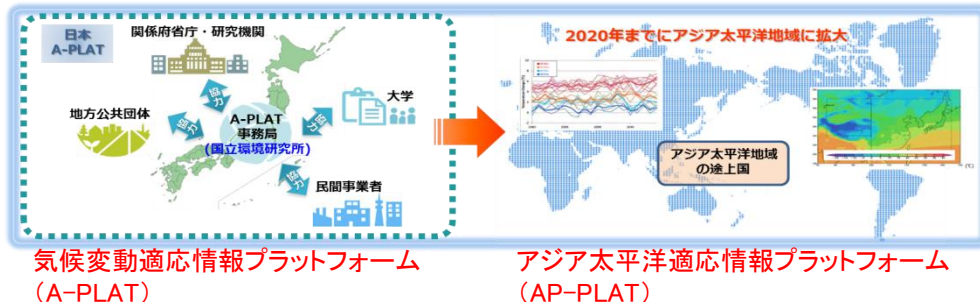 日本
A-PLAT
関係府省庁・研究機関
地方公共団体
協力
協力
A-PLAT
事務局
(国立環境研究所)
協力
大学
協力
民間事業者
2020年までにアジア太平洋地域に拡大
アジア太平洋地域
の途上国
(℃)
気候変動適応情報プラットフォーム
(A-PLAT)
アジア太平洋適応情報プラットフォーム
(AP-PLAT)